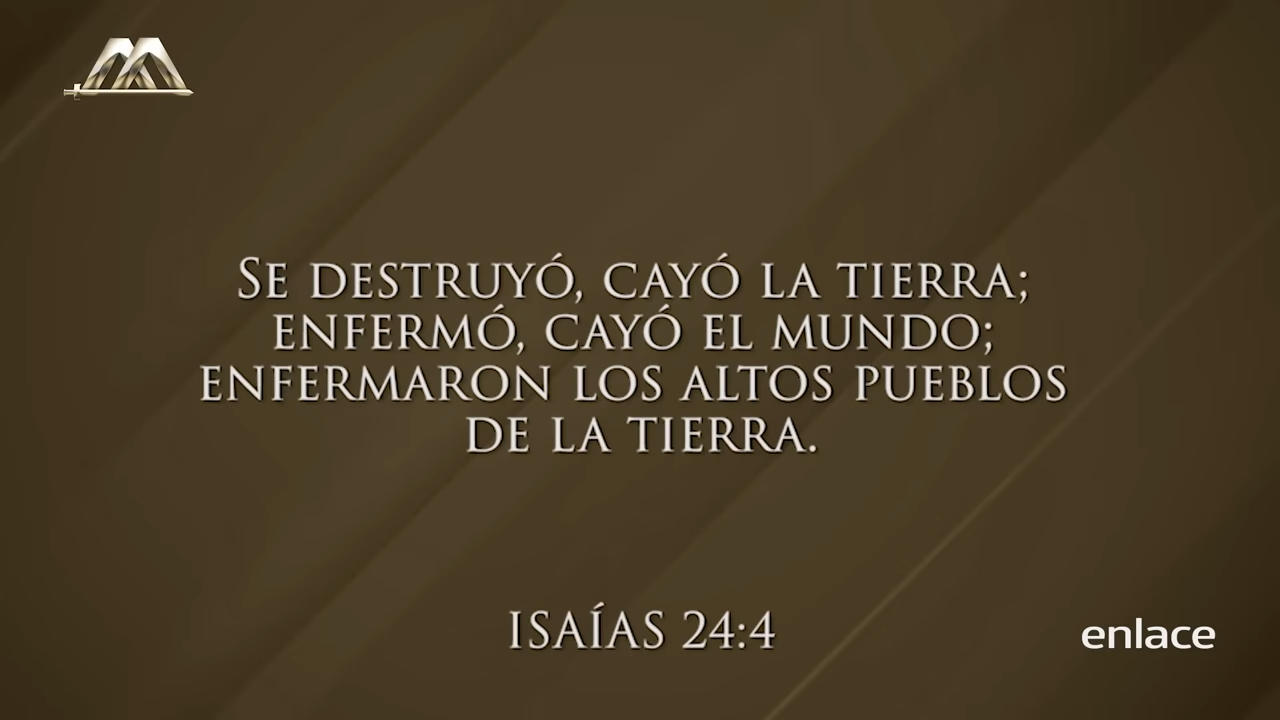 Se destruyó, cayó la tierra;
enfermó, cayó el mundo;
enfermaron los altos pueblos
de la tierra.
ISAÍAS 24:4
enlace